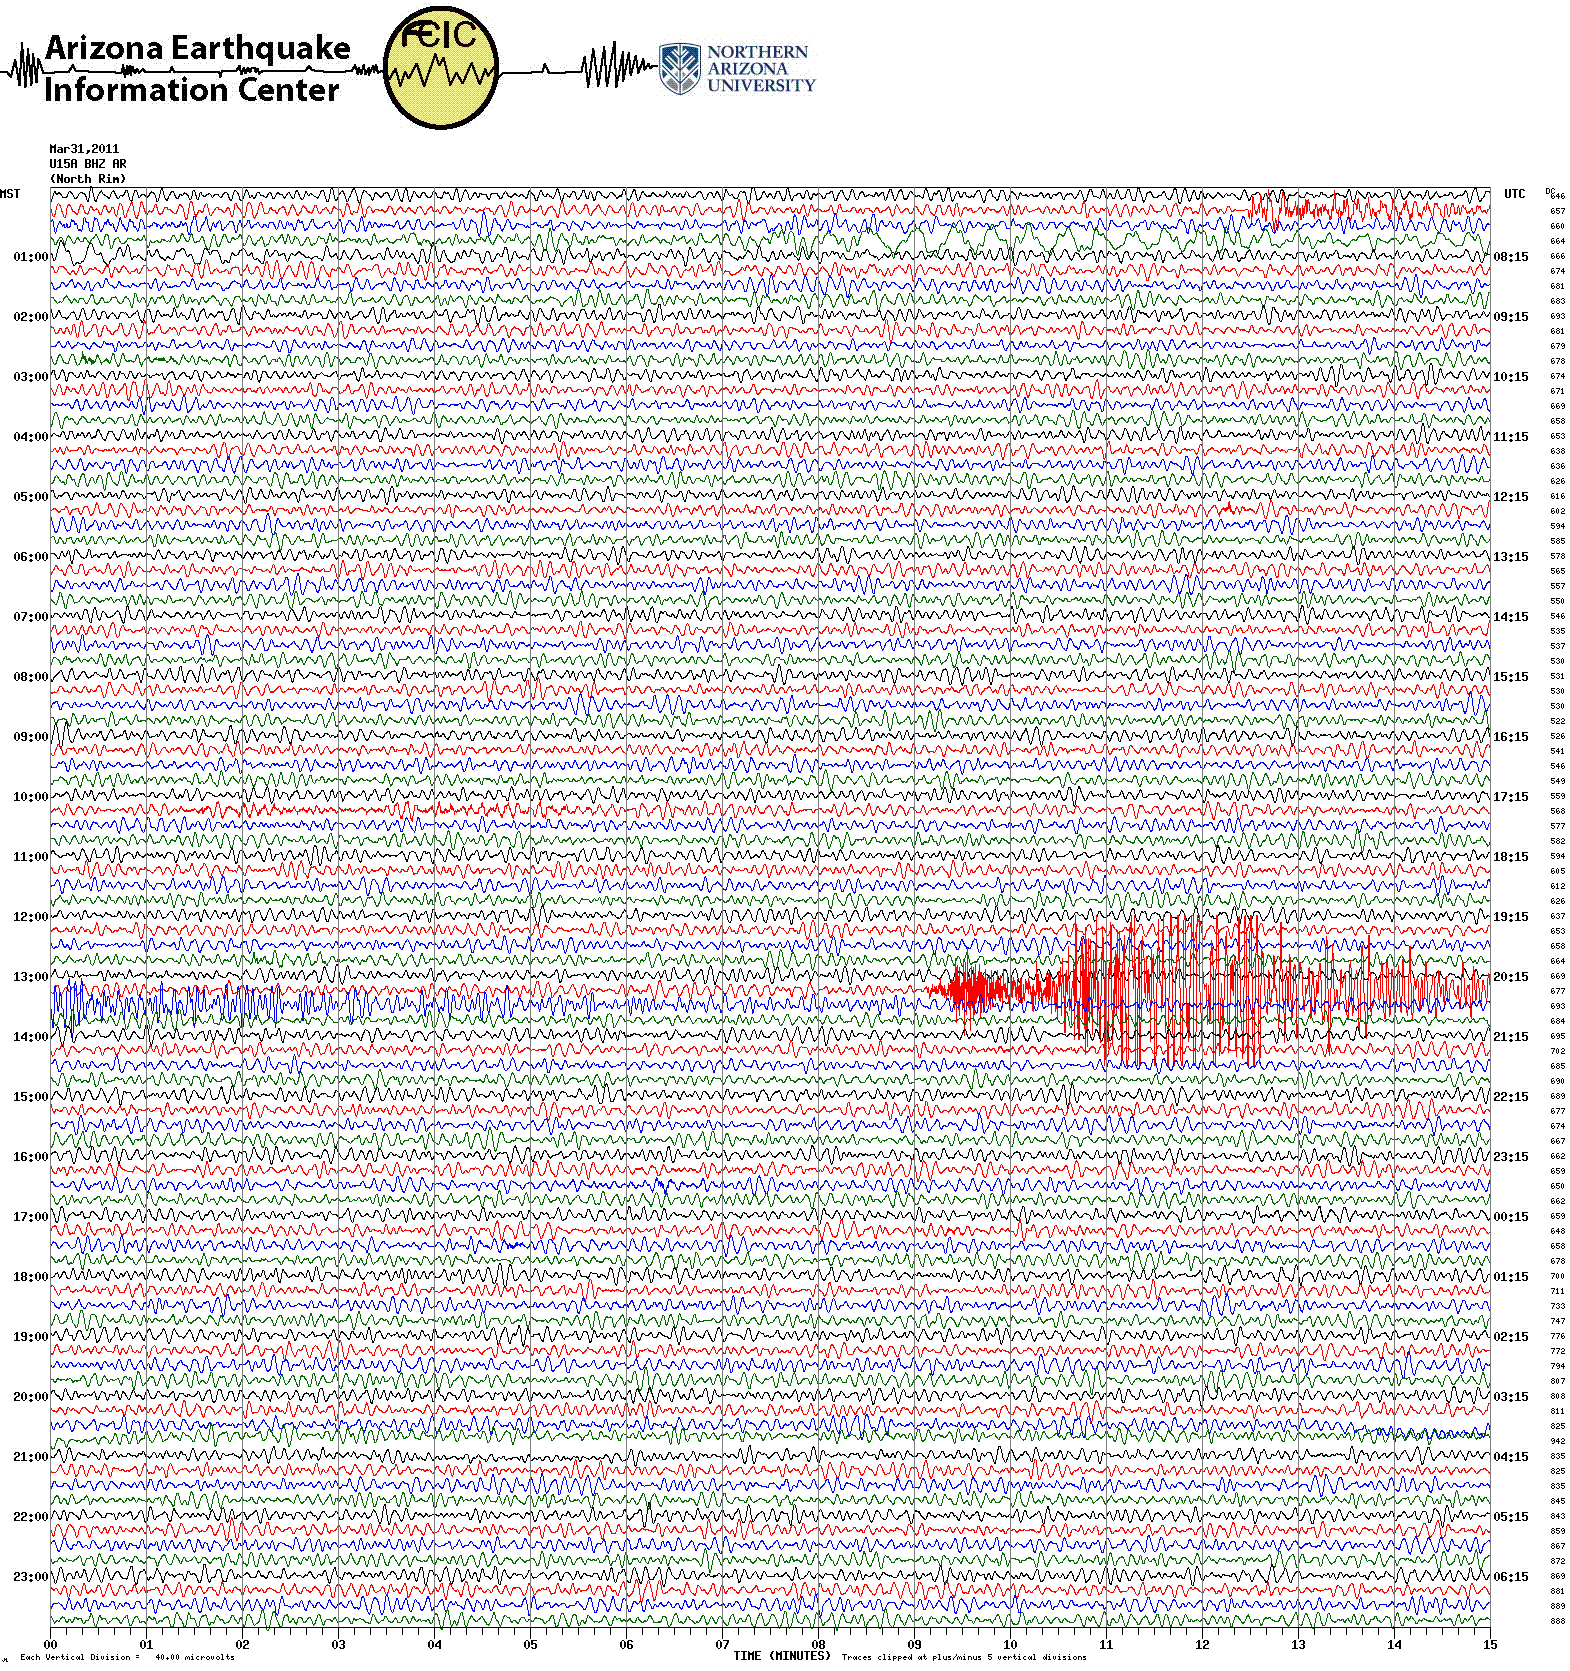 Arizona Earthquake
Information Center
ÆIC
NORTHERN
ARIZONA
UNIVERSITY
Mar31,2011
U15A BHZ AR
(North Rim)
MST UTC DC
646
657
660
664
01:00 08:15 666
674
681
683
02:00 09:15 693
681
679
678
03:00 10:15 674
671
669
658
04:00 11:15 653
638
636
626
05:00 12:15 616
602
594
585
06:00 13:15 578
565
557
550
07:00 14:15 546
535
537
530
08:00 15:15 531
530
530
522
09:00 16:15 526
541
546
549
10:00 17:15 559
568
577
582
11:00 18:15 594
605
612
626
12:00 19:15 637
653
658
664
13:00 20:15 669
677
693
684
14:00 21:15 695
702
685
690
15:00 22:15 689
677
674
667
16:00 23:15 662
659
650
662
17:00 00:15 659
648
658
678
18:00 01:15 700
711
733
747
19:00 02:15 776
772
794
807
20:00 03:15 808
811
825
942
21:00 04:15 835
825
835
845
22:00 05:15 843
859
867
872
23:00 06:15 869
881
889
888
00 01 02 03 04 05 06 07 08 09 10 11 12 13 14 15
Each Vertical Division = 40.00 microvolts TIME (MINUTES) Traces clipped at plus/minus 5 vertical divisions